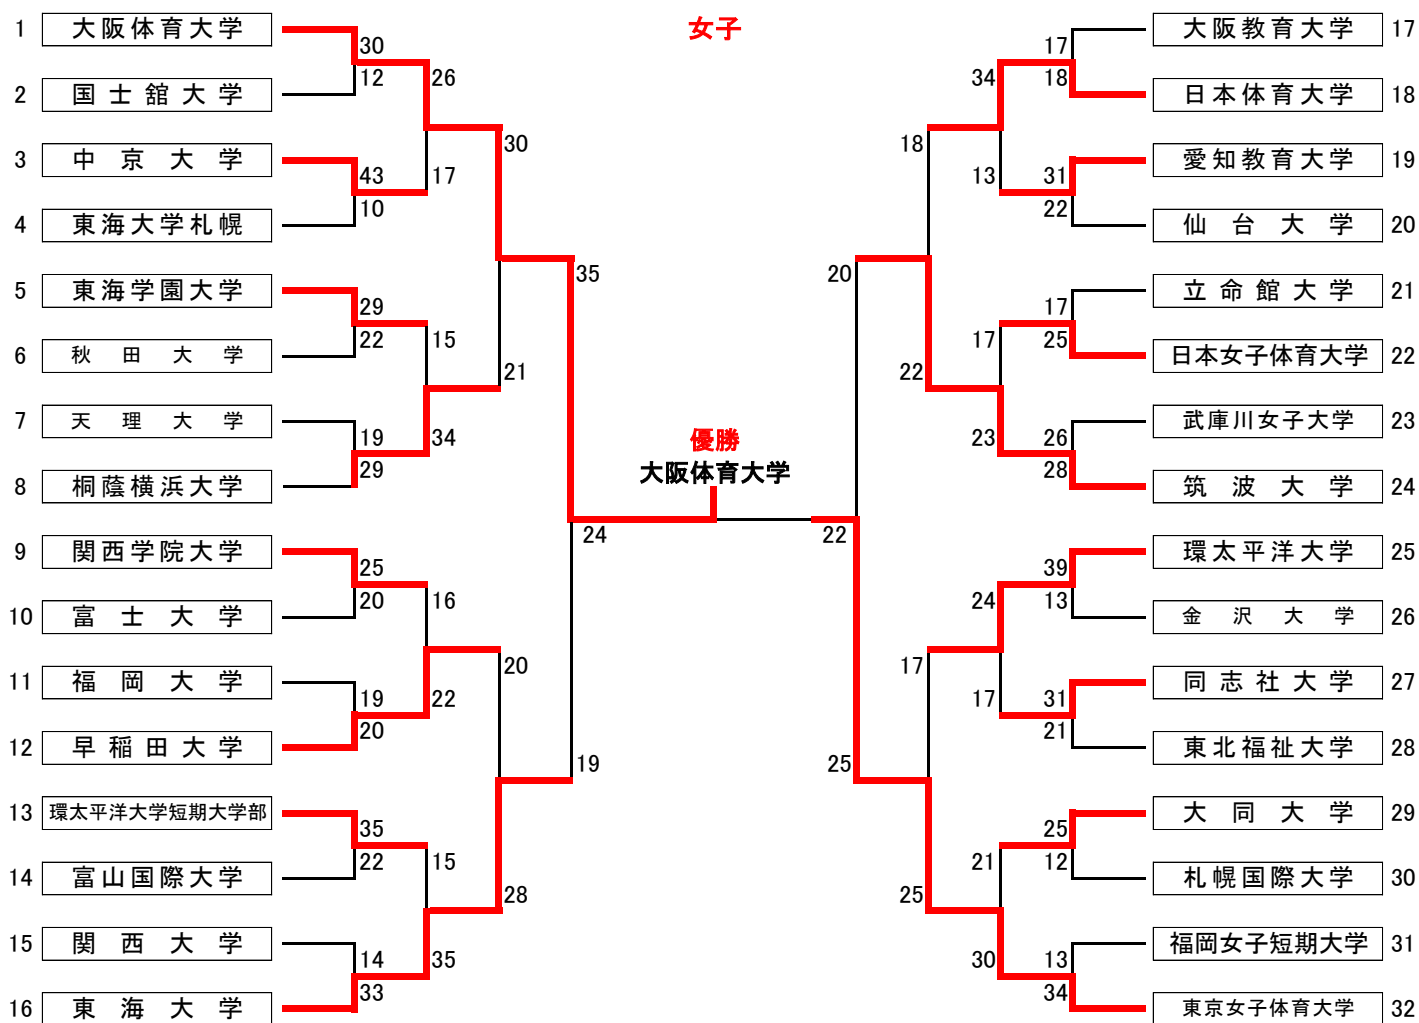 女子
1 大阪体育大学
30
12
2 国士舘大学
26
3 中京大学
43
17
10
4 東海大学札幌
30
5 東海学園大学
29
22
15
6 秋田大学
21
7 天理大学
19
29
34
8 桐蔭横浜大学
35
9 関西学院大学
25
20
16
10 富士大学
11 福岡大学
19
20
22
12 早稲田大学
20
13 環太平洋大学短期大学部
35
22
15
14 富山国際大学
28
15 関西大学
14
33
35
16 東海大学
19
24
優勝
大阪体育大学
22
大阪教育大学 17
17
18
34
日本体育大学 18
18
愛知教育大学 19
31
13
22
仙台大学 20
20
立命館大学 21
17
25
17
日本女子体育大学 22
22
武庫川女子大学 23
26
28
23
筑波大学 24
環太平洋大学 25
39
13
24
金沢大学 26
17
同志社大学 27
31
21
17
東北福祉大学 28
25
大同大学 29
25
12
21
札幌国際大学 30
25
福岡女子短期大学 31
13
34
30
東京女子体育大学 32